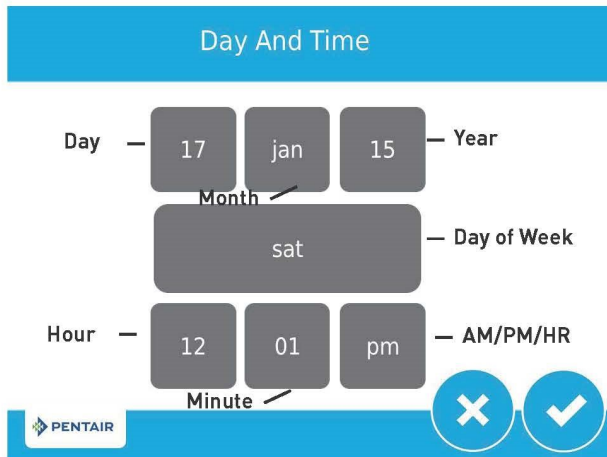 Day And Time
Day 17 jan 15 Year
Month
sat Day of Week
Hour 12 01 pm AM/PM/HR
Minute
PENTAIR